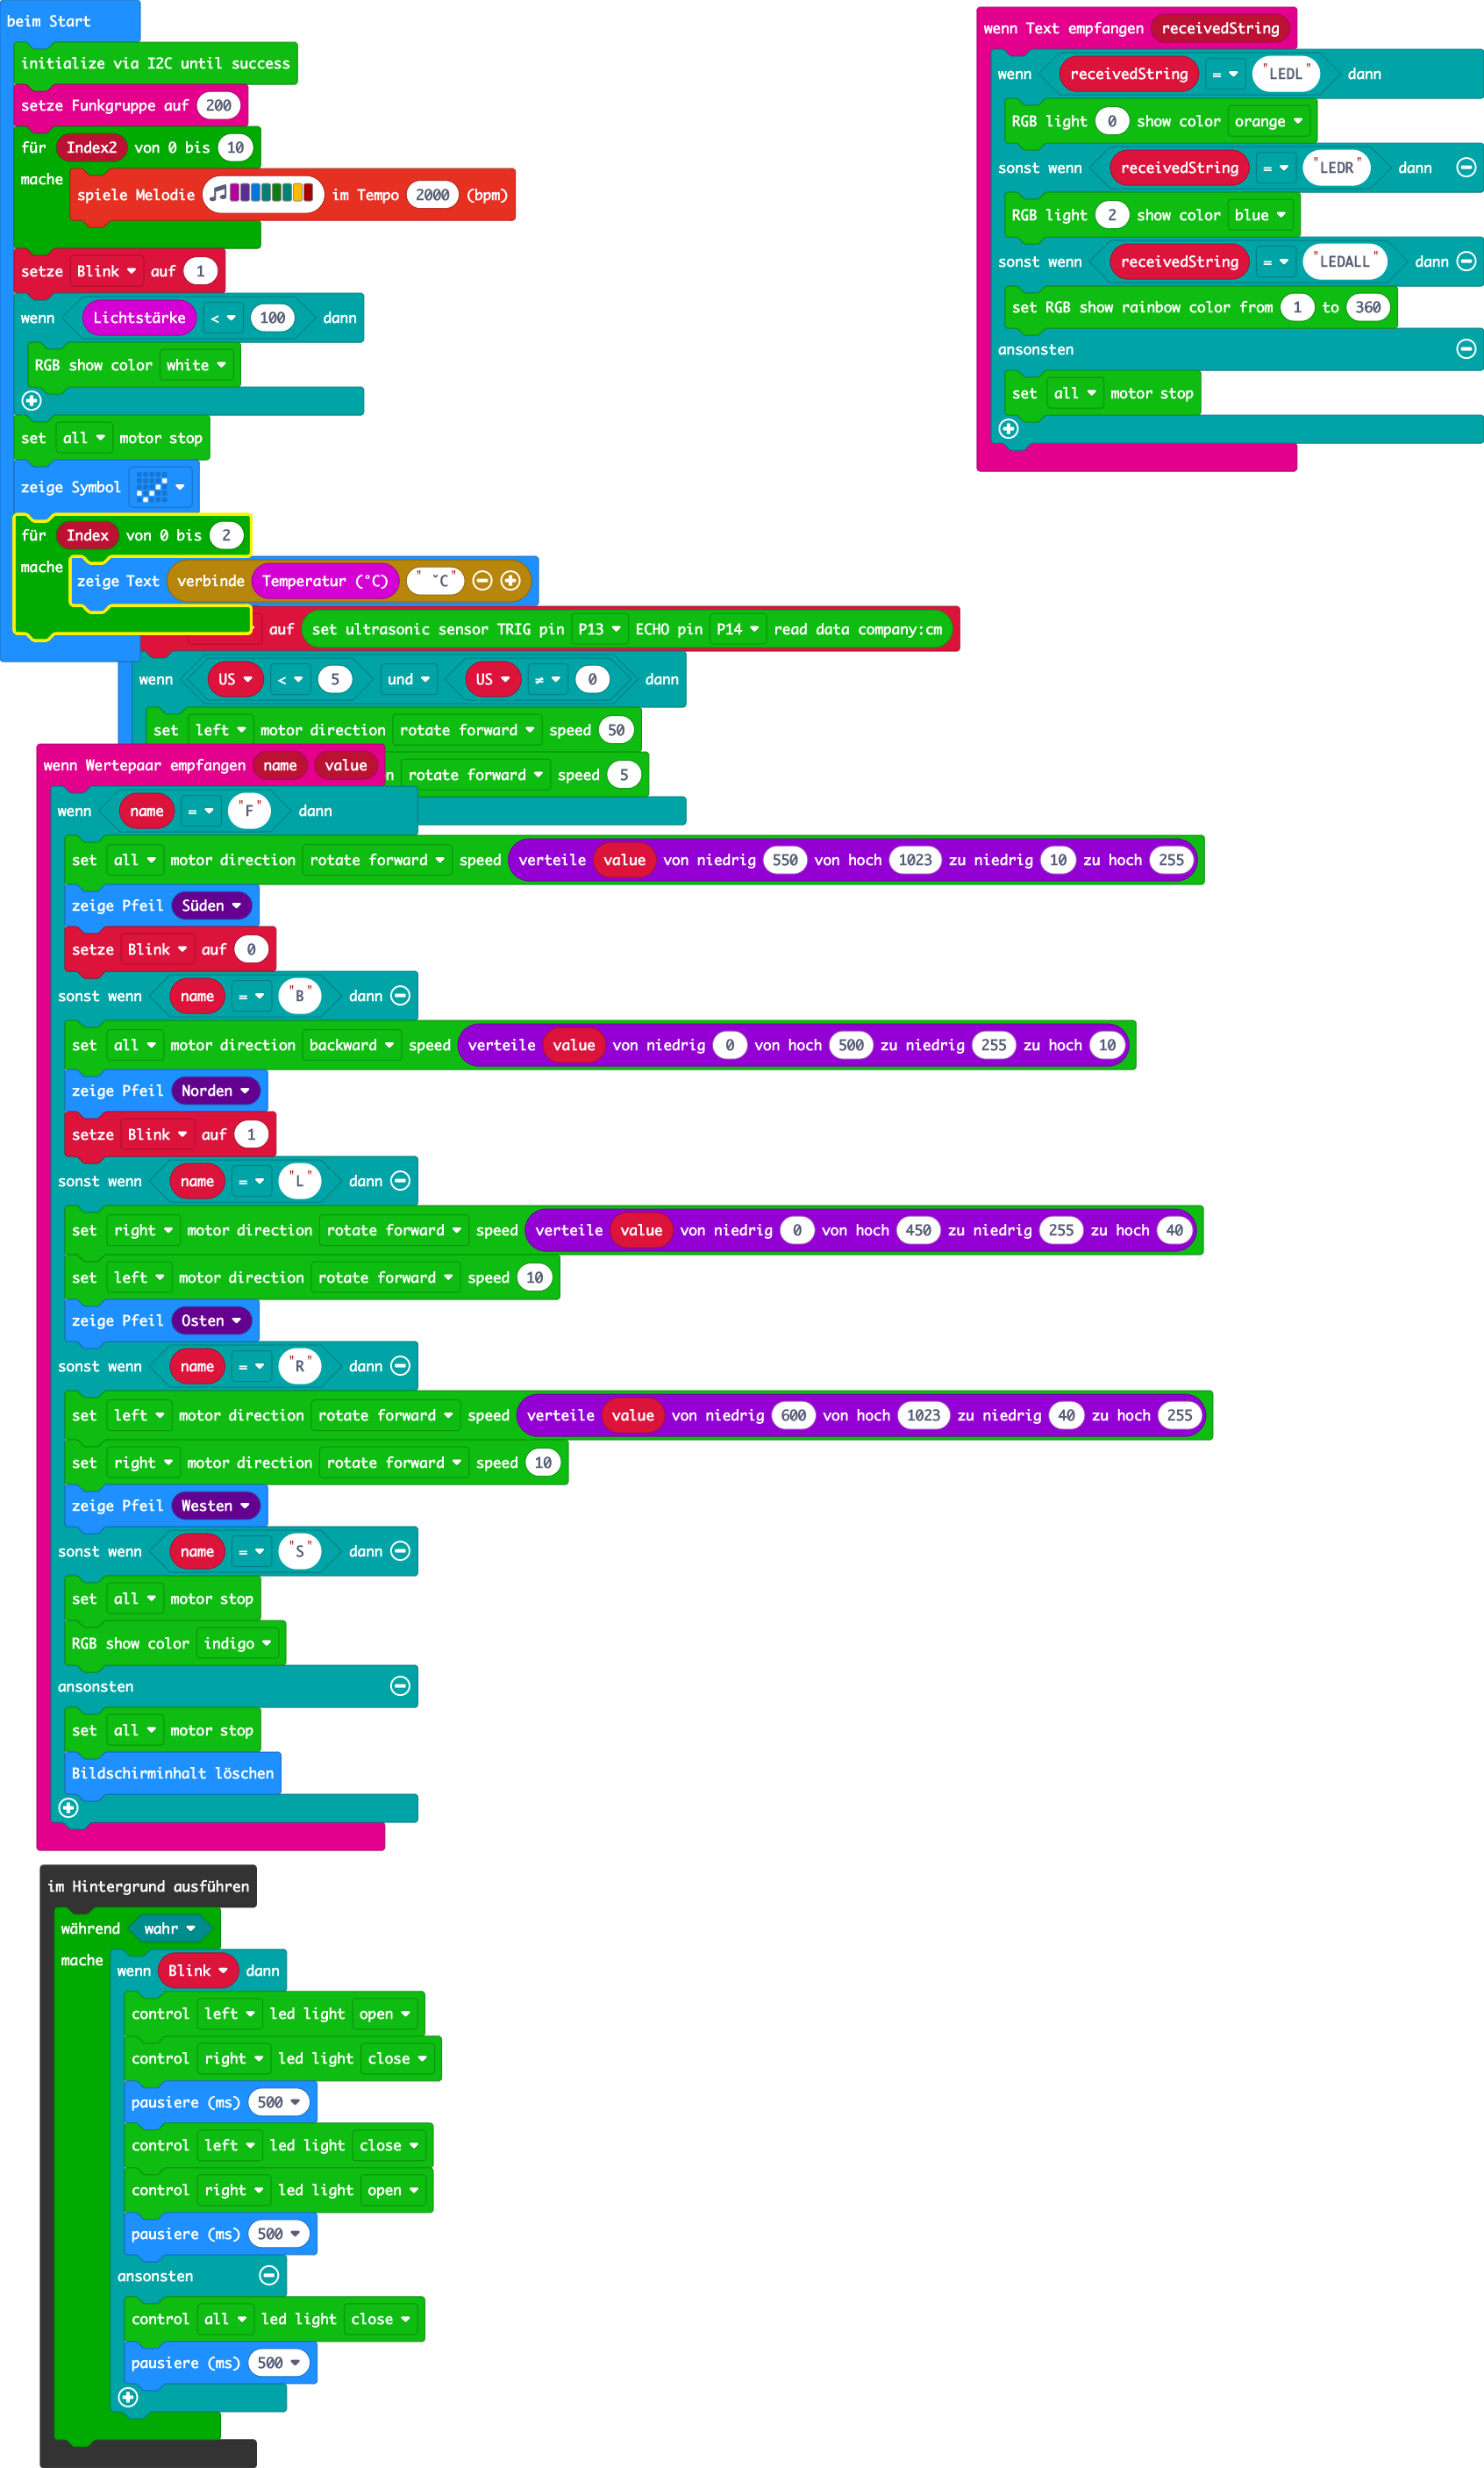 beim Start
initialize via I2C until success
setze Funkgruppe auf 200
für Index2 von 0 bis 10
mache
spiele Melodie im Tempo 2000 (bpm)
setze Blink auf 1
wenn Lichtstärke < 100 dann
RGB show color white
set all motor stop
zeige Symbol
für Index von 0 bis 2
mache
zeige Text verbinde Temperatur (°C) " ˇC"
auf set ultrasonic sensor TRIG pin P13 ECHO pin P14 read data company:cm
wenn US < 5 und US ≠ 0 dann
set left motor direction rotate forward speed 50
rotate forward speed 5
wenn Text empfangen receivedString
wenn receivedString = "LEDL" dann
RGB light 0 show color orange
sonst wenn receivedString = "LEDR" dann
RGB light 2 show color blue
sonst wenn receivedString = "LEDALL" dann
set RGB show rainbow color from 1 to 360
ansonsten
set all motor stop
wenn Wertepaar empfangen name value
wenn name = "F" dann
set all motor direction rotate forward speed verteile value von niedrig 550 von hoch 1023 zu niedrig 10 zu hoch 255
zeige Pfeil Süden
setze Blink auf 0
sonst wenn name = "B" dann
set all motor direction backward speed verteile value von niedrig 0 von hoch 500 zu niedrig 255 zu hoch 10
zeige Pfeil Norden
setze Blink auf 1
sonst wenn name = "L" dann
set right motor direction rotate forward speed verteile value von niedrig 0 von hoch 450 zu niedrig 255 zu hoch 40
set left motor direction rotate forward speed 10
zeige Pfeil Osten
sonst wenn name = "R" dann
set left motor direction rotate forward speed verteile value von niedrig 600 von hoch 1023 zu niedrig 40 zu hoch 255
set right motor direction rotate forward speed 10
zeige Pfeil Westen
sonst wenn name = "S" dann
set all motor stop
RGB show color indigo
ansonsten
set all motor stop
Bildschirminhalt löschen
im Hintergrund ausführen
während wahr
mache
wenn Blink dann
control left led light open
control right led light close
pausiere (ms) 500
control left led light close
control right led light open
pausiere (ms) 500
ansonsten
control all led light close
pausiere (ms) 500